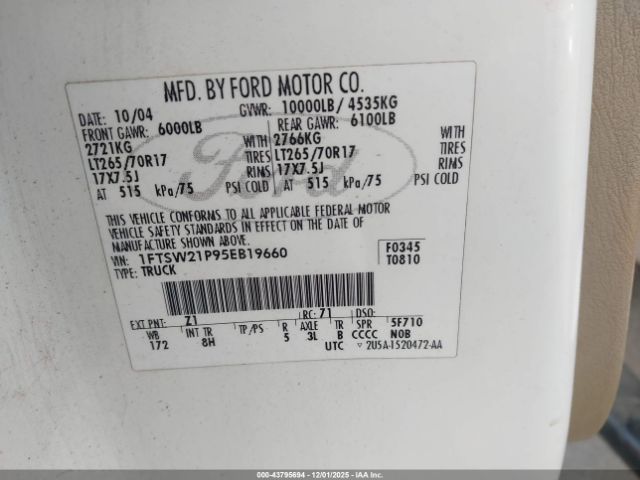 MFD. BY FORD MOTOR CO.
DATE: 10/04 GVWR: 10000LB/ 4535KG
FRONT GAWR: 6000LB REAR GAWR: 6100LB
2721KG WITH 2766KG WITH
LT265/70R17 TIRES LT265/70R17 TIRES
17X7.5J RIMS 17X7.5J RIMS
AT 515 kPa/75 PSI COLD AT 515 kPa/75 PSI COLD
THIS VEHICLE CONFORMS TO ALL APPLICABLE FEDERAL MOTOR
VEHICLE SAFETY STANDARDS IN EFFECT ON THE DATE OF
MANUFACTURE SHOWN ABOVE.
VIN: 1FTSW21P95EB19660 F0345
TYPE: TRUCK T0810
EXT PNT: Z1 RC: 71 DSO:
WB INT TR TP/PS R AXLE TR SPR 5F710
172 8H 5 3L B CCCC N0B
UTC 2U5A-1520472-AA
Ford
000-43795694 - 12/01/2025 - IAAI.COM